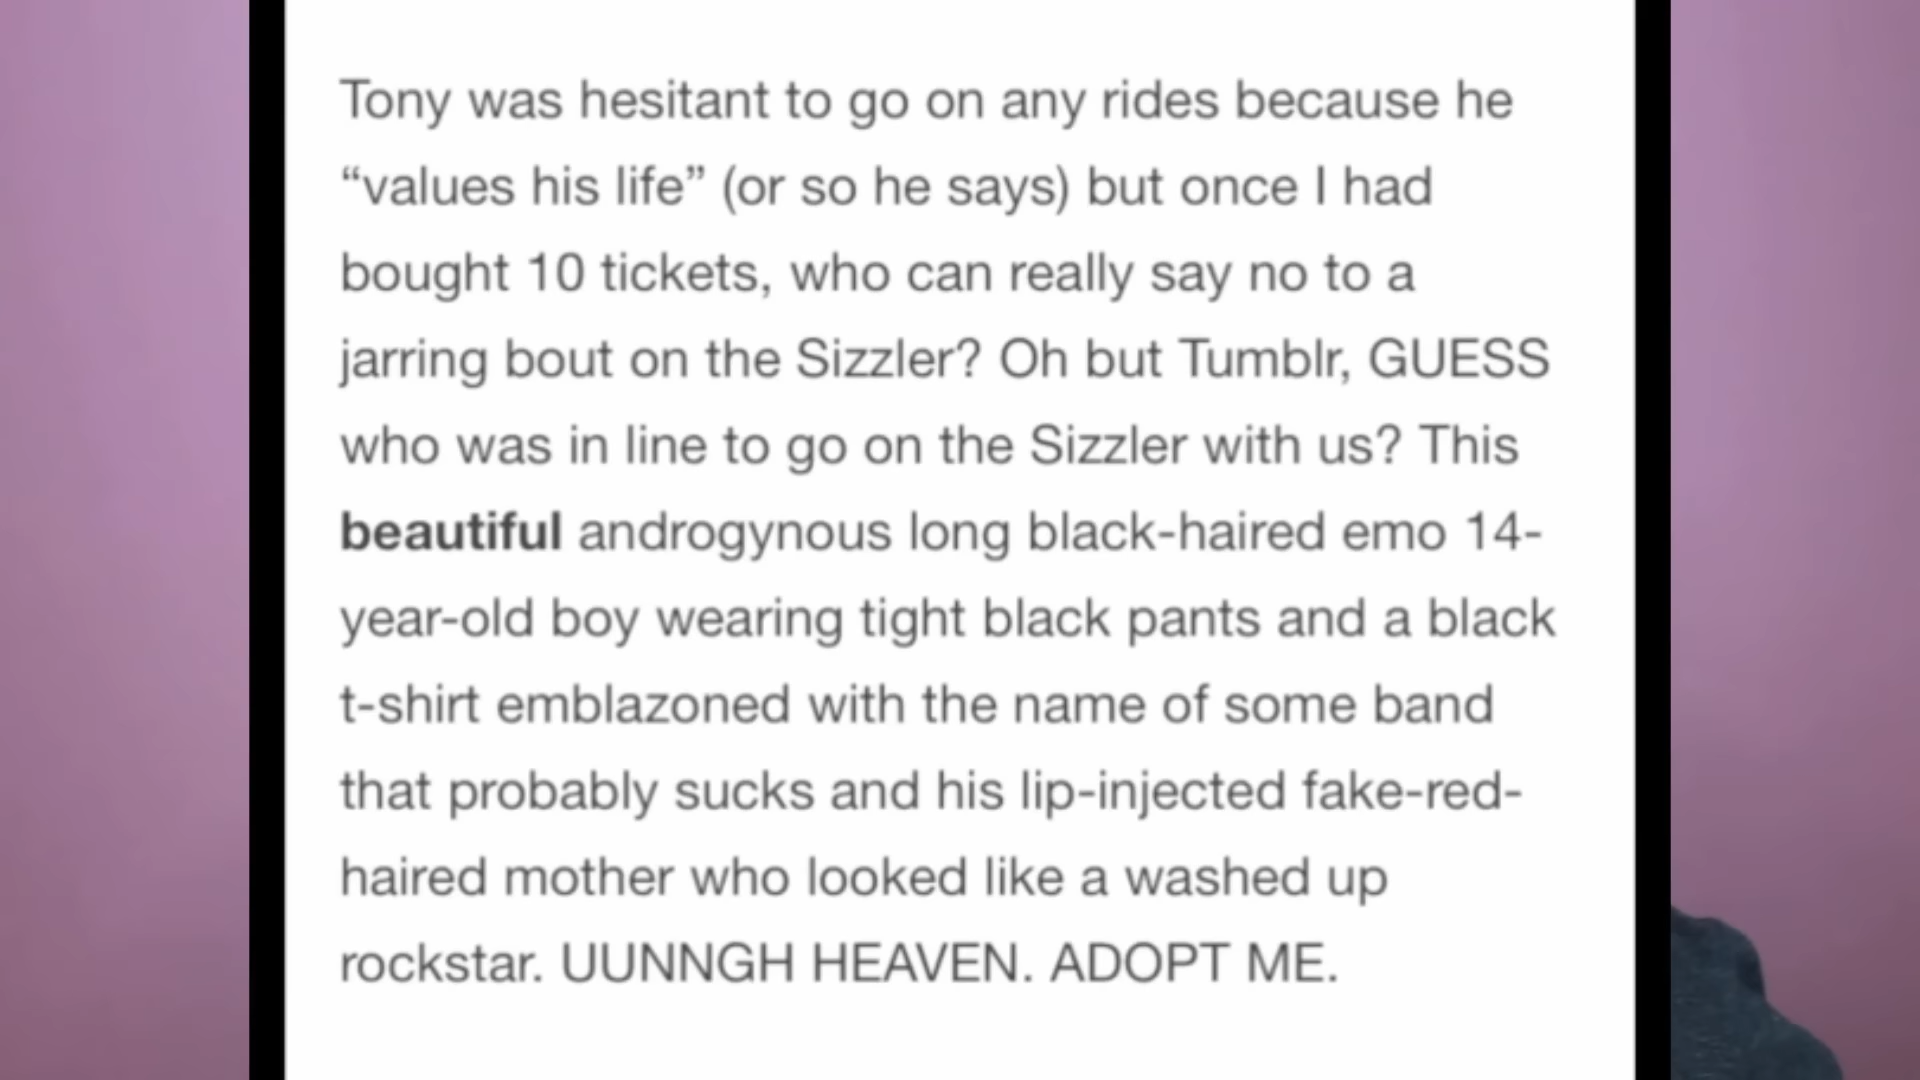 Tony was hesitant to go on any rides because he
“values his life” (or so he says) but once I had
bought 10 tickets, who can really say no to a
jarring bout on the Sizzler? Oh but Tumblr, GUESS
who was in line to go on the Sizzler with us? This
beautiful androgynous long black-haired emo 14-
year-old boy wearing tight black pants and a black
t-shirt emblazoned with the name of some band
that probably sucks and his lip-injected fake-red-
haired mother who looked like a washed up
rockstar. UUNNGH HEAVEN. ADOPT ME.